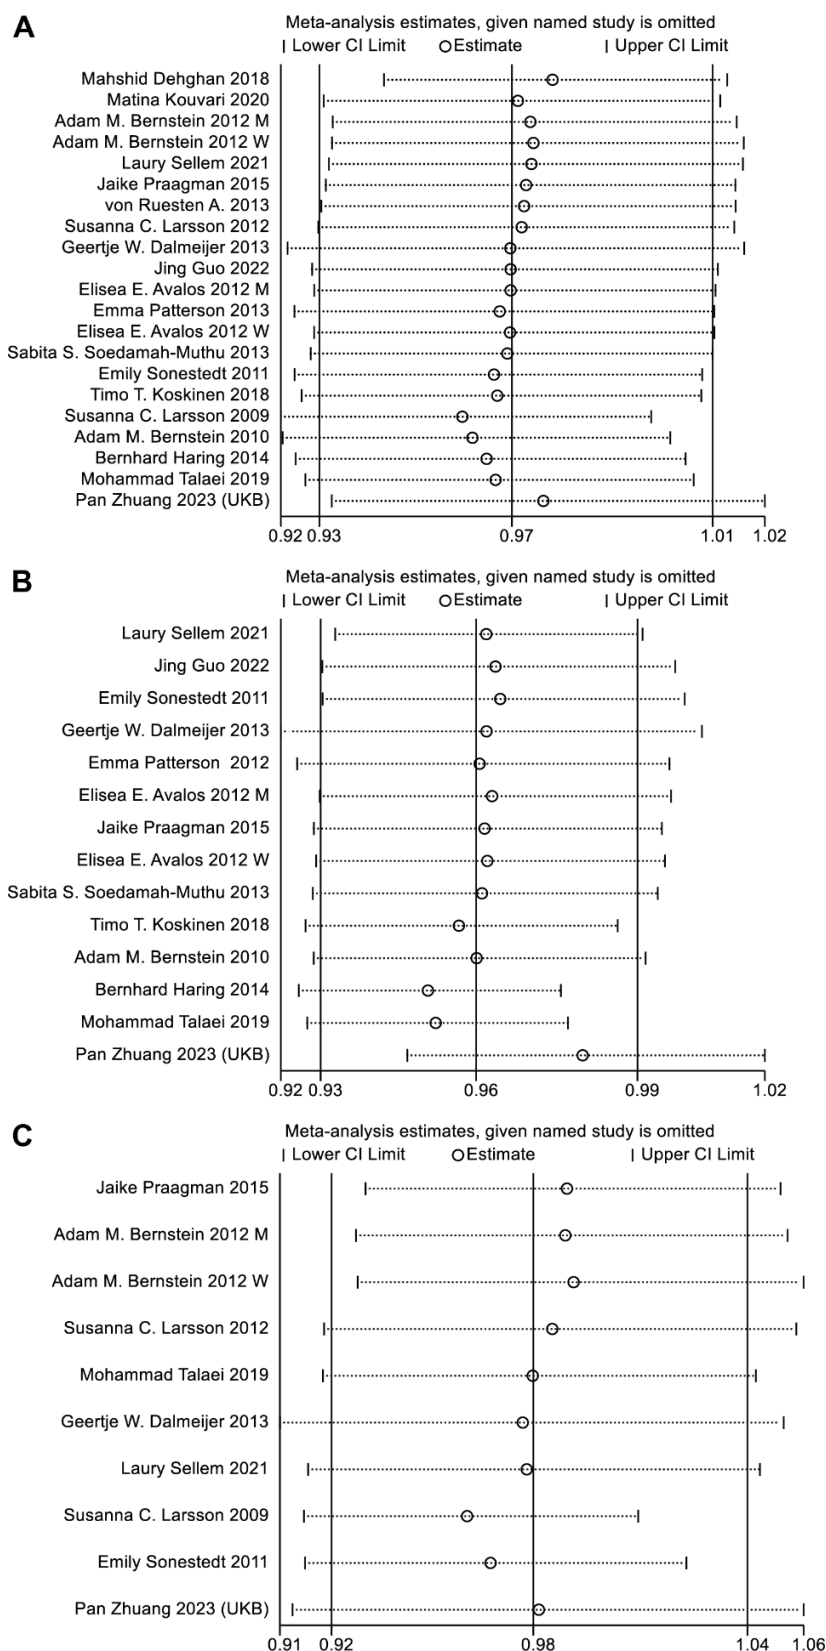 A
Meta-analysis estimates, given named study is omitted
Lower CI Limit Estimate Upper CI Limit
Mahshid Dehghan 2018
Matina Kouvari 2020
Adam M. Bernstein 2012 M
Adam M. Bernstein 2012 W
Laury Sellem 2021
Jaike Praagman 2015
von Ruesten A. 2013
Susanna C. Larsson 2012
Geertje W. Dalmeijer 2013
Jing Guo 2022
Elisea E. Avalos 2012 M
Emma Patterson 2013
Elisea E. Avalos 2012 W
Sabita S. Soedamah-Muthu 2013
Emily Sonestedt 2011
Timo T. Koskinen 2018
Susanna C. Larsson 2009
Adam M. Bernstein 2010
Bernhard Haring 2014
Mohammad Talaei 2019
Pan Zhuang 2023 (UKB)
0.92 0.93 0.97 1.01 1.02
B
Meta-analysis estimates, given named study is omitted
Lower CI Limit Estimate Upper CI Limit
Laury Sellem 2021
Jing Guo 2022
Emily Sonestedt 2011
Geertje W. Dalmeijer 2013
Emma Patterson 2012
Elisea E. Avalos 2012 M
Jaike Praagman 2015
Elisea E. Avalos 2012 W
Sabita S. Soedamah-Muthu 2013
Timo T. Koskinen 2018
Adam M. Bernstein 2010
Bernhard Haring 2014
Mohammad Talaei 2019
Pan Zhuang 2023 (UKB)
0.92 0.93 0.96 0.99 1.02
C
Meta-analysis estimates, given named study is omitted
Lower CI Limit Estimate Upper CI Limit
Jaike Praagman 2015
Adam M. Bernstein 2012 M
Adam M. Bernstein 2012 W
Susanna C. Larsson 2012
Mohammad Talaei 2019
Geertje W. Dalmeijer 2013
Laury Sellem 2021
Susanna C. Larsson 2009
Emily Sonestedt 2011
Pan Zhuang 2023 (UKB)
0.91 0.92 0.98 1.04 1.06